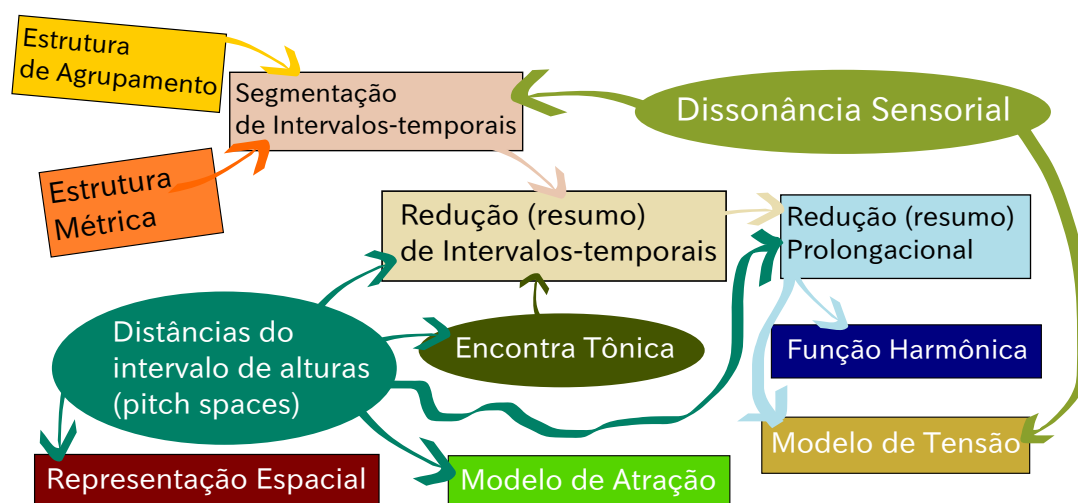 Estrutura
de Agrupamento
Segmentação
de Intervalos-temporais
Dissonância Sensorial
Estrutura
Métrica
Redução (resumo)
de Intervalos-temporais
Redução (resumo)
Prolongacional
Distâncias do
intervalo de alturas
(pitch spaces)
Encontra Tônica
Função Harmônica
Modelo de Tensão
Representação Espacial
Modelo de Atração